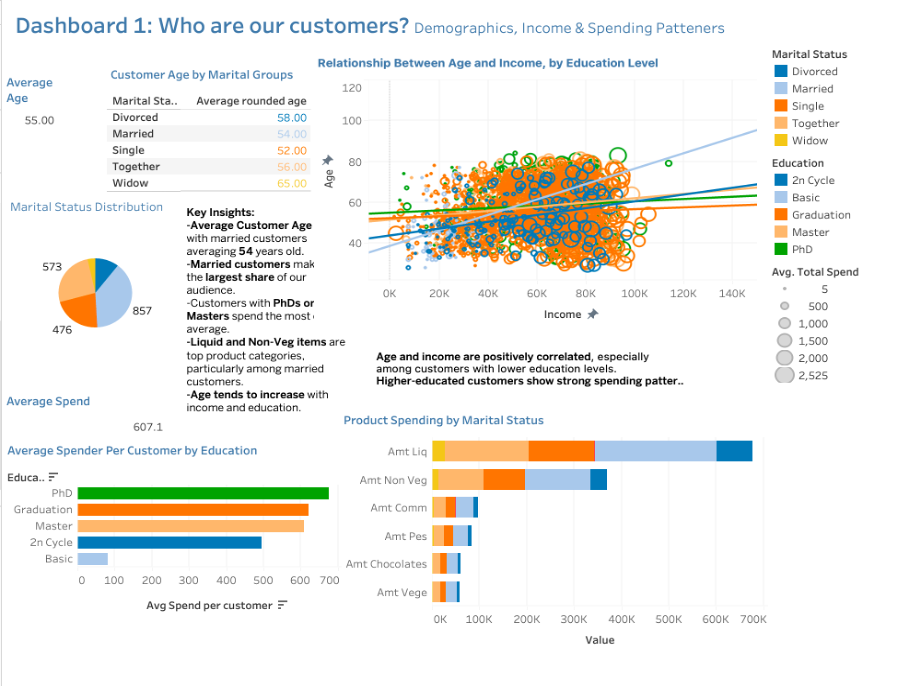 Dashboard 1: Who are our customers? Demographics, Income & Spending Patteners
Average
Age
55.00
Customer Age by Marital Groups
Marital Sta.. Average rounded age
Divorced 58.00
Married 54.00
Single 52.00
Together 56.00
Widow 65.00
Marital Status Distribution
573
857
476
Key Insights:
-Average Customer Age
with married customers
averaging 54 years old.
-Married customers mak
the largest share of our
audience.
-Customers with PhDs or
Masters spend the most
average.
-Liquid and Non-Veg items are
top product categories,
particularly among married
customers.
-Age tends to increase with
income and education.
Average Spend
607.1
Relationship Between Age and Income, by Education Level
Age
120
100
80
60
40
0K 20K 40K 60K 80K 100K 120K 140K
Income
Age and income are positively correlated, especially
among customers with lower education levels.
Higher-educated customers show strong spending patter..
Marital Status
Divorced
Married
Single
Together
Widow
Education
2n Cycle
Basic
Graduation
Master
PhD
Avg. Total Spend
5
500
1,000
1,500
2,000
2,525
Average Spender Per Customer by Education
Educa..
PhD
Graduation
Master
2n Cycle
Basic
0 100 200 300 400 500 600 700
Avg Spend per customer
Product Spending by Marital Status
Amt Liq
Amt Non Veg
Amt Comm
Amt Pes
Amt Chocolates
Amt Vege
0K 100K 200K 300K 400K 500K 600K 700K
Value